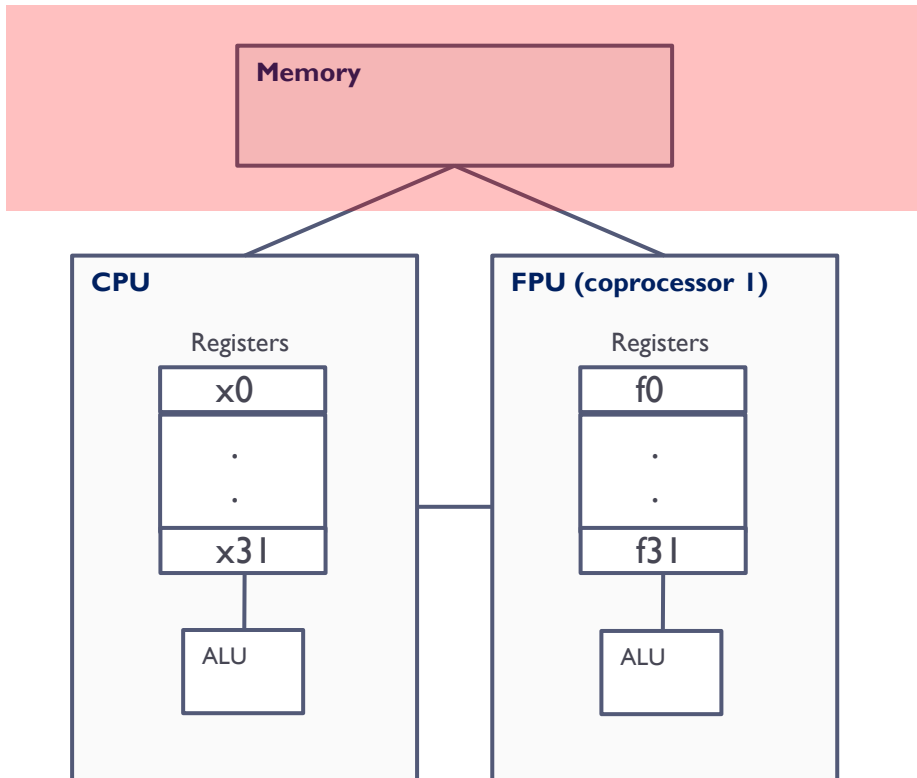 Memory
CPU
Registers
x0
.
.
x31
ALU
FPU (coprocessor 1)
Registers
f0
.
.
f31
ALU